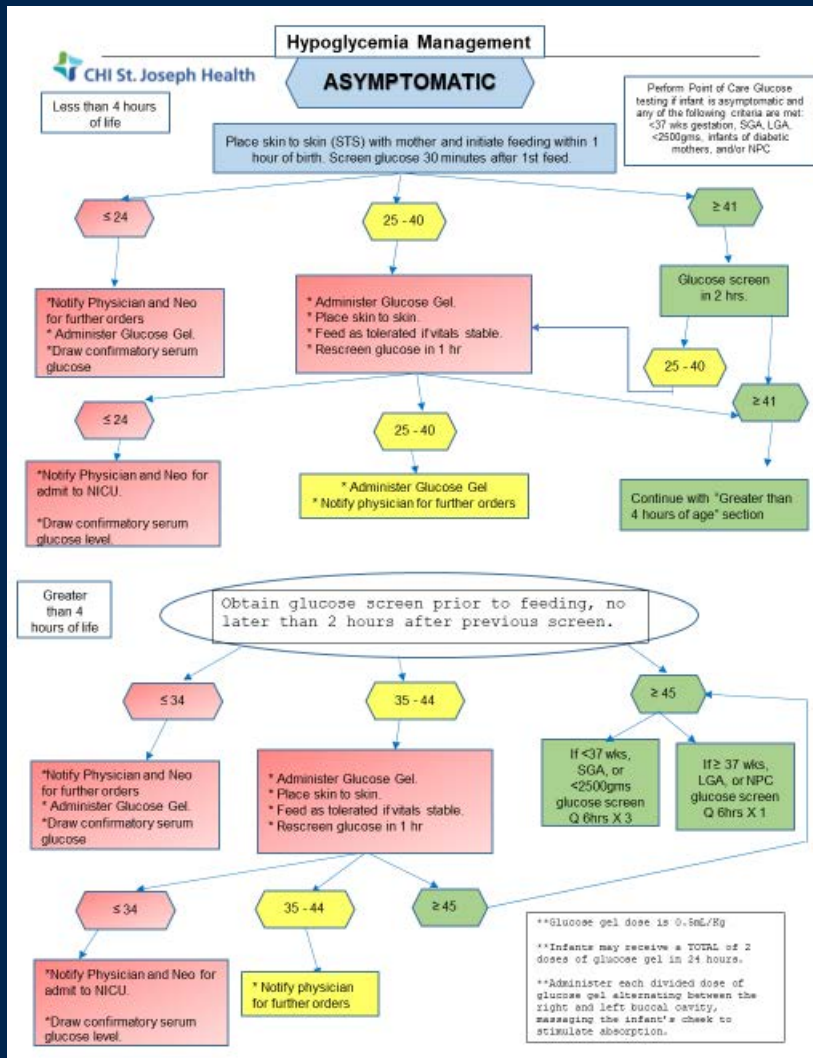 Hypoglycemia Management
CHI St. Joseph Health
ASYMPTOMATIC
Less than 4 hours
of life
Perform Point of Care Glucose
testing if infant is asymptomatic and
any of the following criteria are met:
<37 wks gestation, SGA, LGA,
<2500gms, infants of diabetic
mothers, and/or NPC
Place skin to skin (STS) with mother and initiate feeding within 1
hour of birth. Screen glucose 30 minutes after 1st feed.
≤ 24
25 - 40
≥ 41
*Notify Physician and Neo
for further orders
* Administer Glucose Gel.
*Draw confirmatory serum
glucose
* Administer Glucose Gel.
* Place skin to skin.
* Feed as tolerated if vitals stable.
* Rescreen glucose in 1 hr
Glucose screen
in 2 hrs.
25 - 40
≥ 41
≤ 24
25 - 40
*Notify Physician and Neo for
admit to NICU.
*Draw confirmatory serum
glucose level.
* Administer Glucose Gel
* Notify physician for further orders
Continue with "Greater than
4 hours of age" section
Greater
than 4
hours of life
Obtain glucose screen prior to feeding, no
later than 2 hours after previous screen.
≤ 34
35 - 44
≥ 45
*Notify Physician and Neo
for further orders
* Administer Glucose Gel.
*Draw confirmatory serum
glucose
* Administer Glucose Gel.
* Place skin to skin.
* Feed as tolerated if vitals stable.
* Rescreen glucose in 1 hr
If <37 wks,
SGA, or
<2500gms
glucose screen
Q 6hrs X 3
If ≥ 37 wks,
LGA, or NPC
glucose screen
Q 6hrs X 1
≤ 34
35 - 44
≥ 45
*Notify Physician and Neo for
admit to NICU.
*Draw confirmatory serum
glucose level.
* Notify physician
for further orders
**Glucose gel dose is 0.5mL/Kg
**Infants may receive a TOTAL of 2
doses of glucose gel in 24 hours.
**Administer each divided dose of
glucose gel alternating between the
right and left buccal cavity,
massaging the infant's cheek to
stimulate absorption.